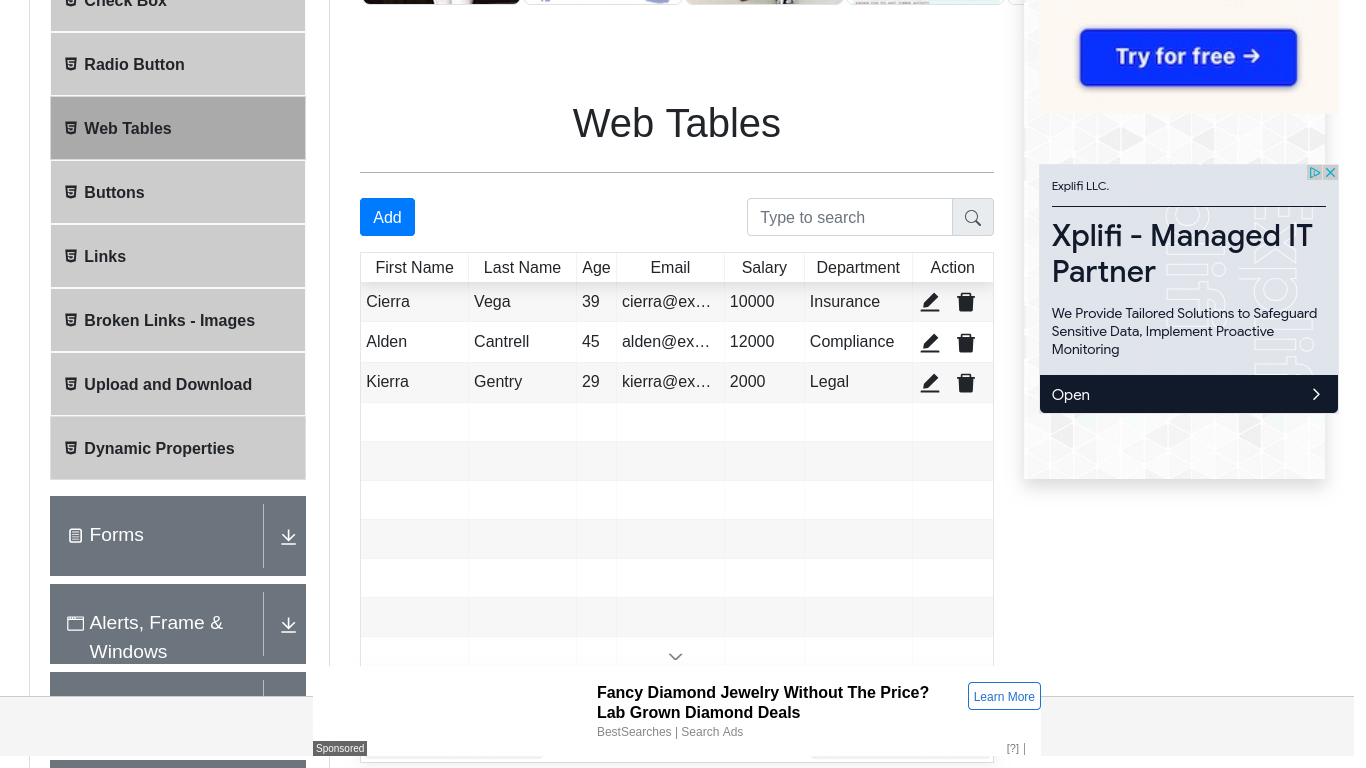 Check Box
Radio Button
Web Tables
Buttons
Links
Broken Links - Images
Upload and Download
Dynamic Properties
Forms
Alerts, Frame &
Windows
Web Tables
Add
Type to search
First Name Last Name Age Email Salary Department Action
Cierra Vega 39 cierra@ex... 10000 Insurance
Alden Cantrell 45 alden@ex... 12000 Compliance
Kierra Gentry 29 kierra@ex... 2000 Legal
Try for free →
Explifi LLC.
Xplifi - Managed IT
Partner
We Provide Tailored Solutions to Safeguard
Sensitive Data, Implement Proactive
Monitoring
Open
Fancy Diamond Jewelry Without The Price?
Lab Grown Diamond Deals
BestSearches | Search Ads
Learn More
Sponsored
[?] |